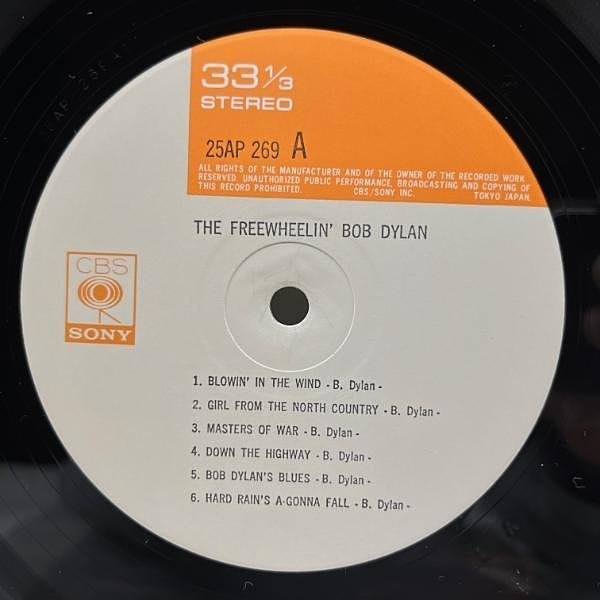 33 1/3
STEREO
25AP 269 A
ALL RIGHTS OF THE MANUFACTURER AND OF THE OWNER OF THE RECORDED WORK
RESERVED. UNAUTHORIZED PUBLIC PERFORMANCE, BROADCASTING AND COPYING OF
THIS RECORD PROHIBITED. CBS/SONY INC. TOKYO JAPAN.
THE FREEWHEELIN' BOB DYLAN
CBS
SONY
1. BLOWIN' IN THE WIND - B. Dylan -
2. GIRL FROM THE NORTH COUNTRY - B. Dylan -
3. MASTERS OF WAR - B. Dylan -
4. DOWN THE HIGHWAY - B. Dylan -
5. BOB DYLAN'S BLUES - B. Dylan -
6. HARD RAIN'S A-GONNA FALL - B. Dylan -